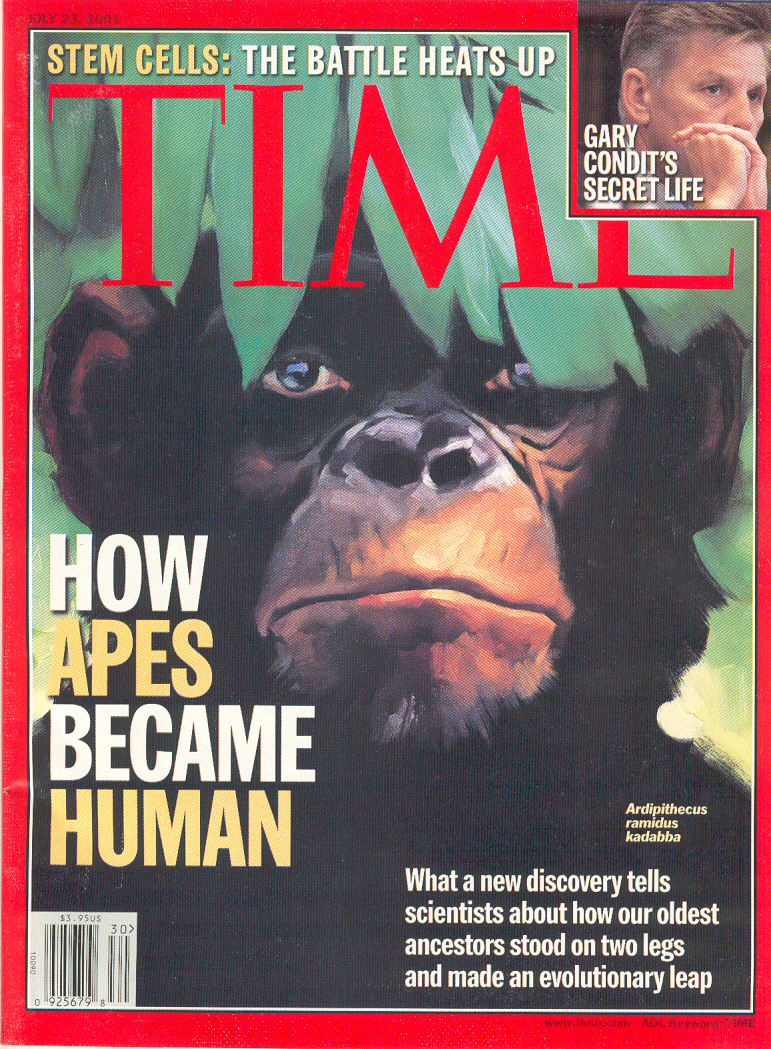 JULY 23, 2001
STEM CELLS: THE BATTLE HEATS UP
TIME
GARY
CONDIT'S
SECRET LIFE
HOW
APES
BECAME
HUMAN
Ardipithecus
ramidus
kadabba
What a new discovery tells
scientists about how our oldest
ancestors stood on two legs
and made an evolutionary leap
$3.95US
30>
10090
0 925679 8
www.time.com AOL Keyword: TIME